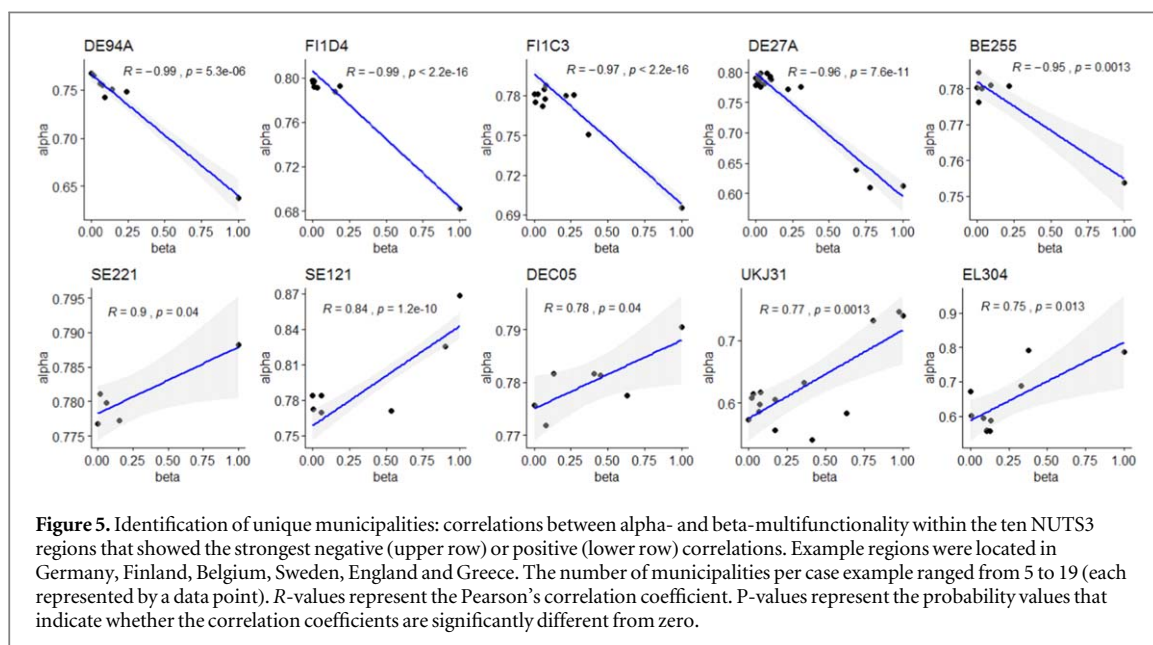 DE94A
R = −0.99 , p = 5.3e-06
alpha
0.75
0.70
0.65
0.00 0.25 0.50 0.75 1.00
beta
FI1D4
R = −0.99 , p < 2.2e-16
alpha
0.80
0.76
0.72
0.68
0.00 0.25 0.50 0.75 1.00
beta
FI1C3
R = −0.97 , p < 2.2e-16
alpha
0.78
0.75
0.72
0.69
0.00 0.25 0.50 0.75 1.00
beta
DE27A
R = −0.96 , p = 7.6e-11
alpha
0.80
0.75
0.70
0.65
0.60
0.00 0.25 0.50 0.75 1.00
beta
BE255
R = −0.95 , p = 0.0013
alpha
0.78
0.77
0.76
0.75
0.00 0.25 0.50 0.75 1.00
beta
SE221
R = 0.9 , p = 0.04
alpha
0.795
0.790
0.785
0.780
0.775
0.00 0.25 0.50 0.75 1.00
beta
SE121
R = 0.84 , p = 1.2e-10
alpha
0.87
0.84
0.81
0.78
0.75
0.00 0.25 0.50 0.75 1.00
beta
DEC05
R = 0.78 , p = 0.04
alpha
0.79
0.78
0.77
0.00 0.25 0.50 0.75 1.00
beta
UKJ31
R = 0.77 , p = 0.0013
alpha
0.7
0.6
0.00 0.25 0.50 0.75 1.00
beta
EL304
R = 0.75 , p = 0.013
alpha
0.9
0.8
0.7
0.6
0.00 0.25 0.50 0.75 1.00
beta
Figure 5. Identification of unique municipalities: correlations between alpha- and beta-multifunctionality within the ten NUTS3
regions that showed the strongest negative (upper row) or positive (lower row) correlations. Example regions were located in
Germany, Finland, Belgium, Sweden, England and Greece. The number of municipalities per case example ranged from 5 to 19 (each
represented by a data point). R-values represent the Pearson's correlation coefficient. P-values represent the probability values that
indicate whether the correlation coefficients are significantly different from zero.